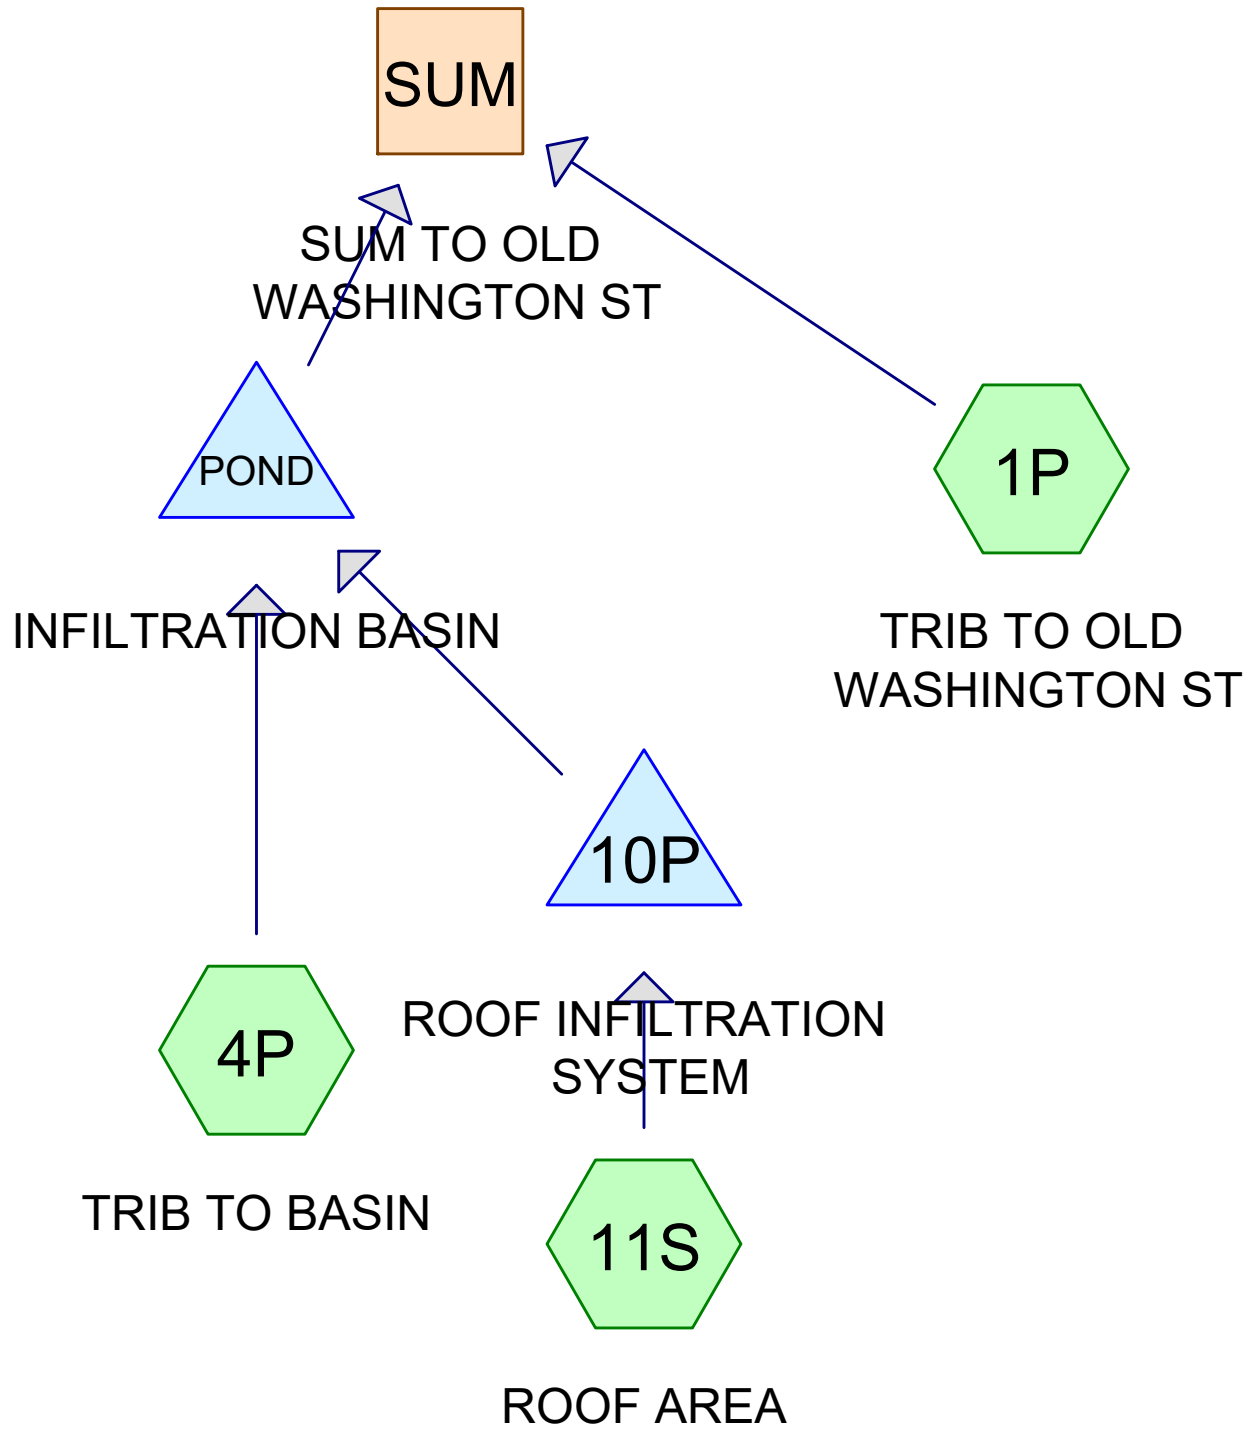 SUM
SUM TO OLD
WASHINGTON ST
POND
1P
INFILTRATION BASIN
TRIB TO OLD
WASHINGTON ST
10P
4P
ROOF INFILTRATION
SYSTEM
TRIB TO BASIN
11S
ROOF AREA